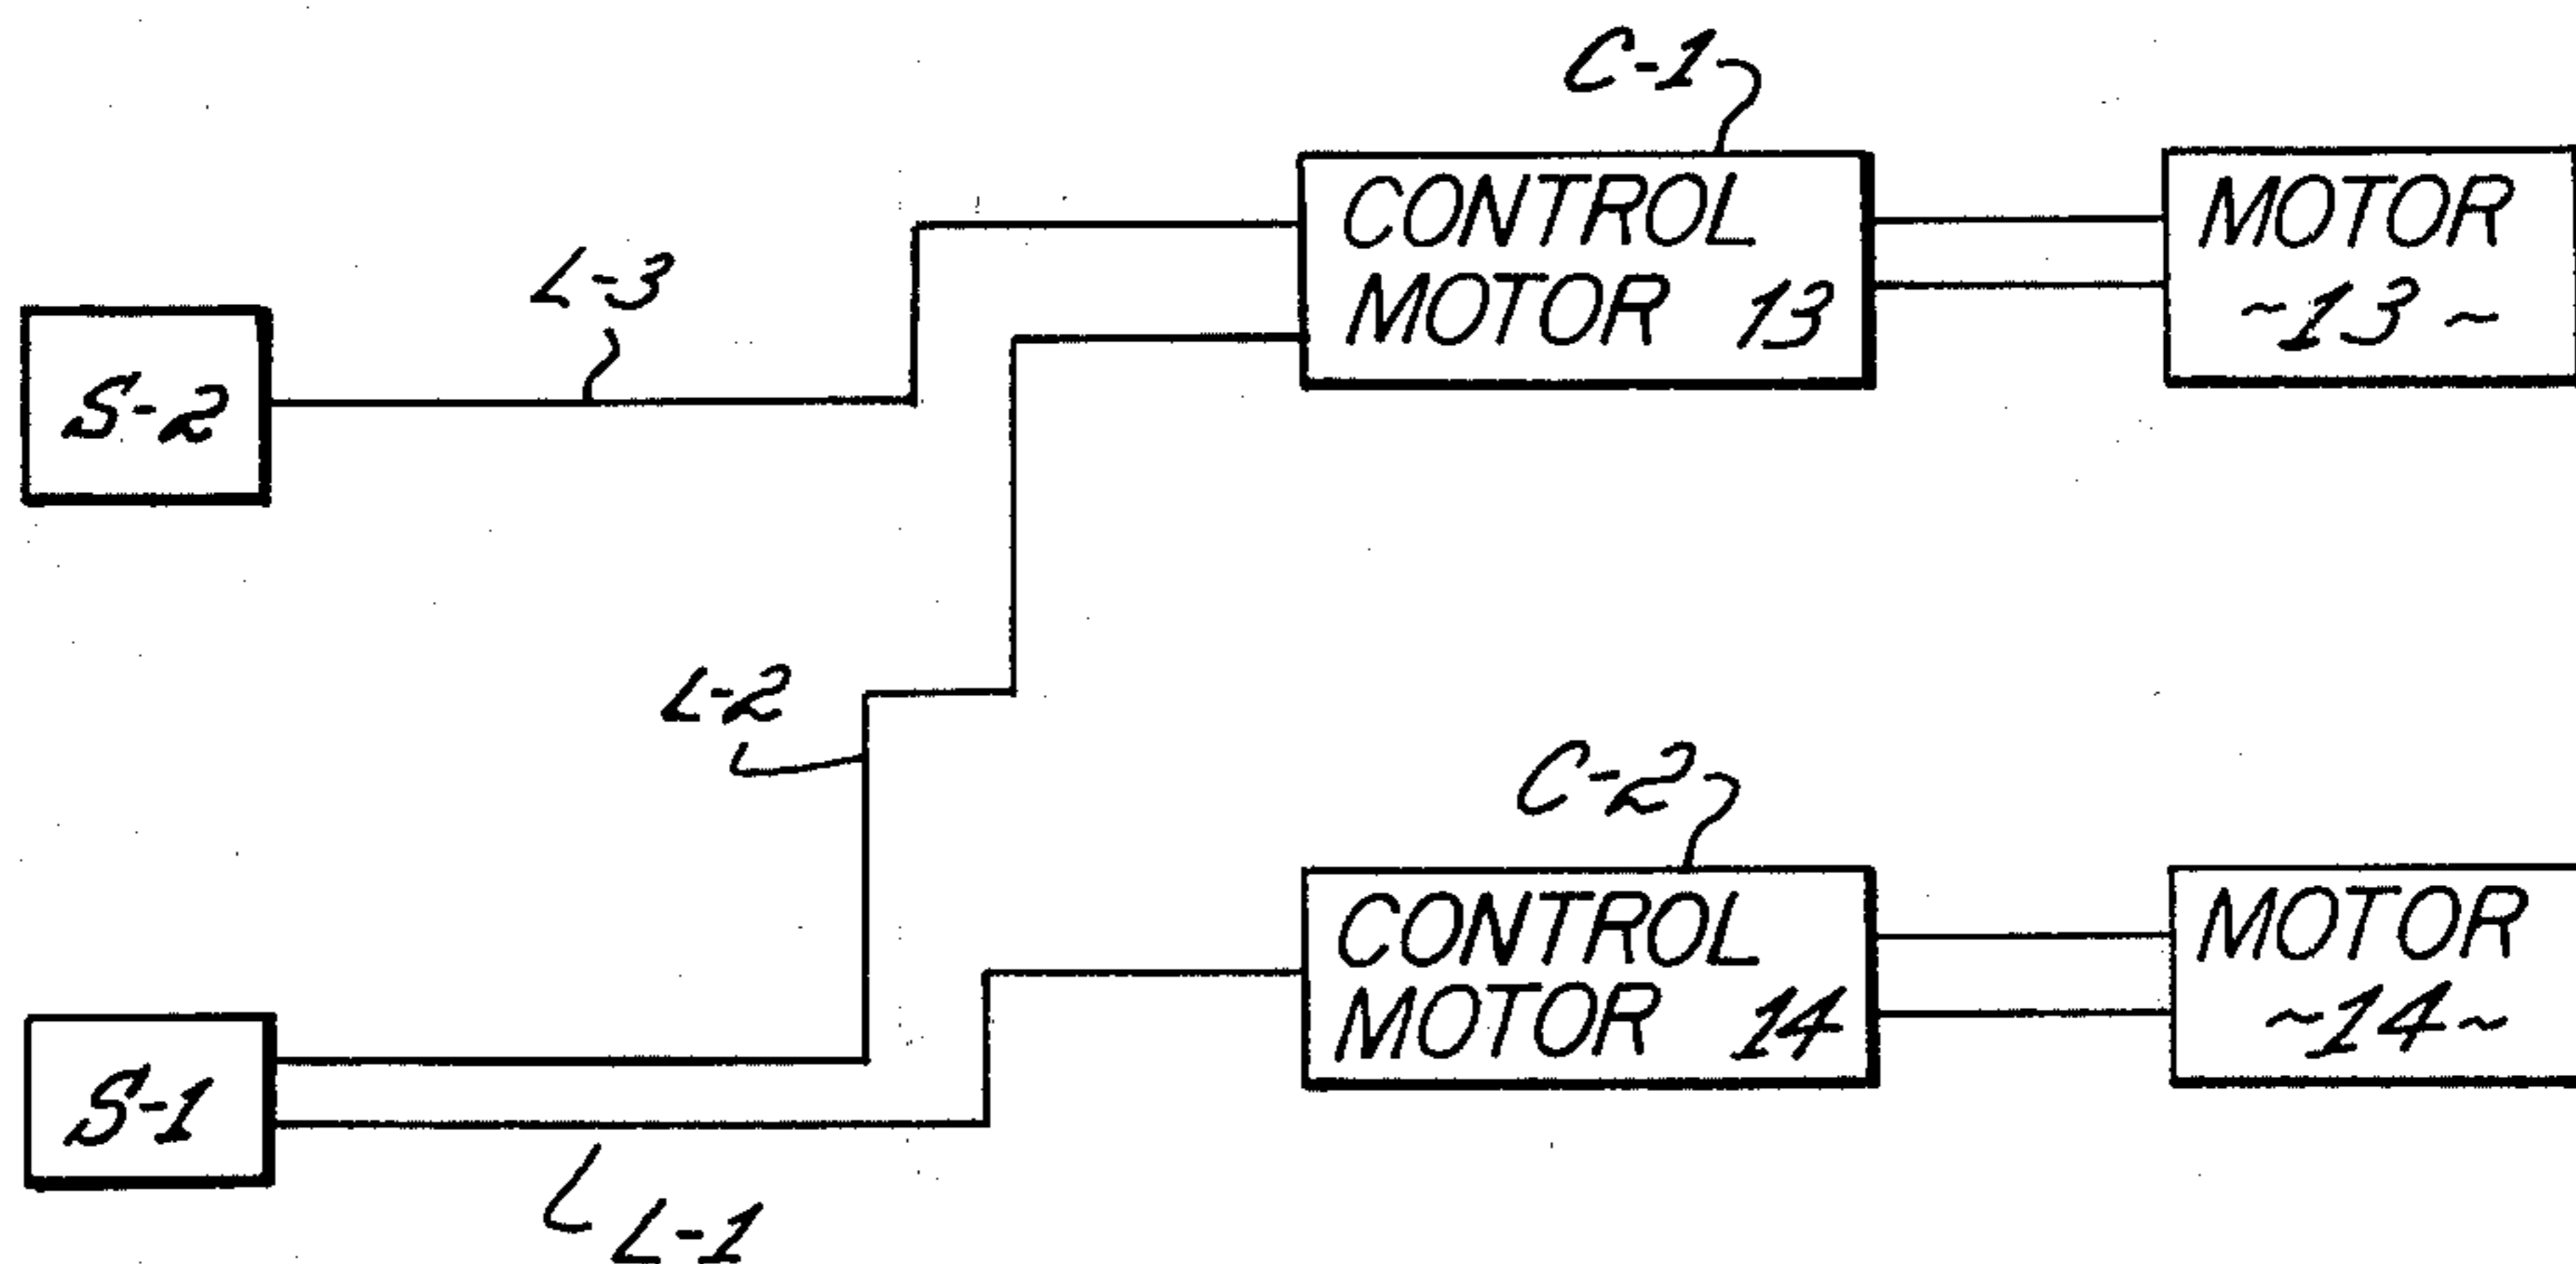 C-1
CONTROL
MOTOR 13
MOTOR
~13~
L-3
S-2
L-2
C-2
CONTROL
MOTOR 14
MOTOR
~14~
S-1
L-1